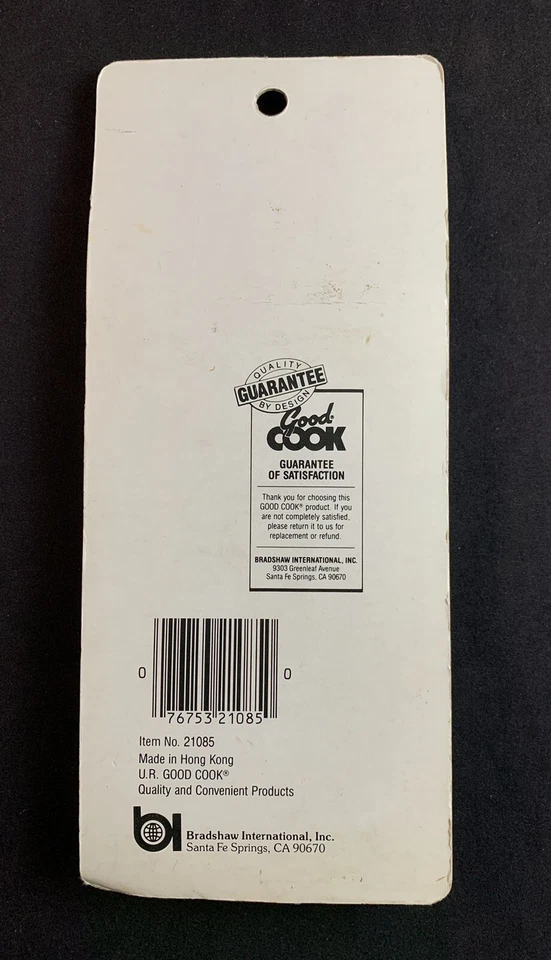 QUALITY
GUARANTEE
BY DESIGN
Good®
COOK
GUARANTEE
OF SATISFACTION
Thank you for choosing this
GOOD COOK® product. If you
are not completely satisfied,
please return it to us for
replacement or refund.
BRADSHAW INTERNATIONAL, INC.
9303 Greenleaf Avenue
Santa Fe Springs, CA 90670
0 76753 21085 0
Item No. 21085
Made in Hong Kong
U.R. GOOD COOK®
Quality and Convenient Products
bi
Bradshaw International, Inc.
Santa Fe Springs, CA 90670